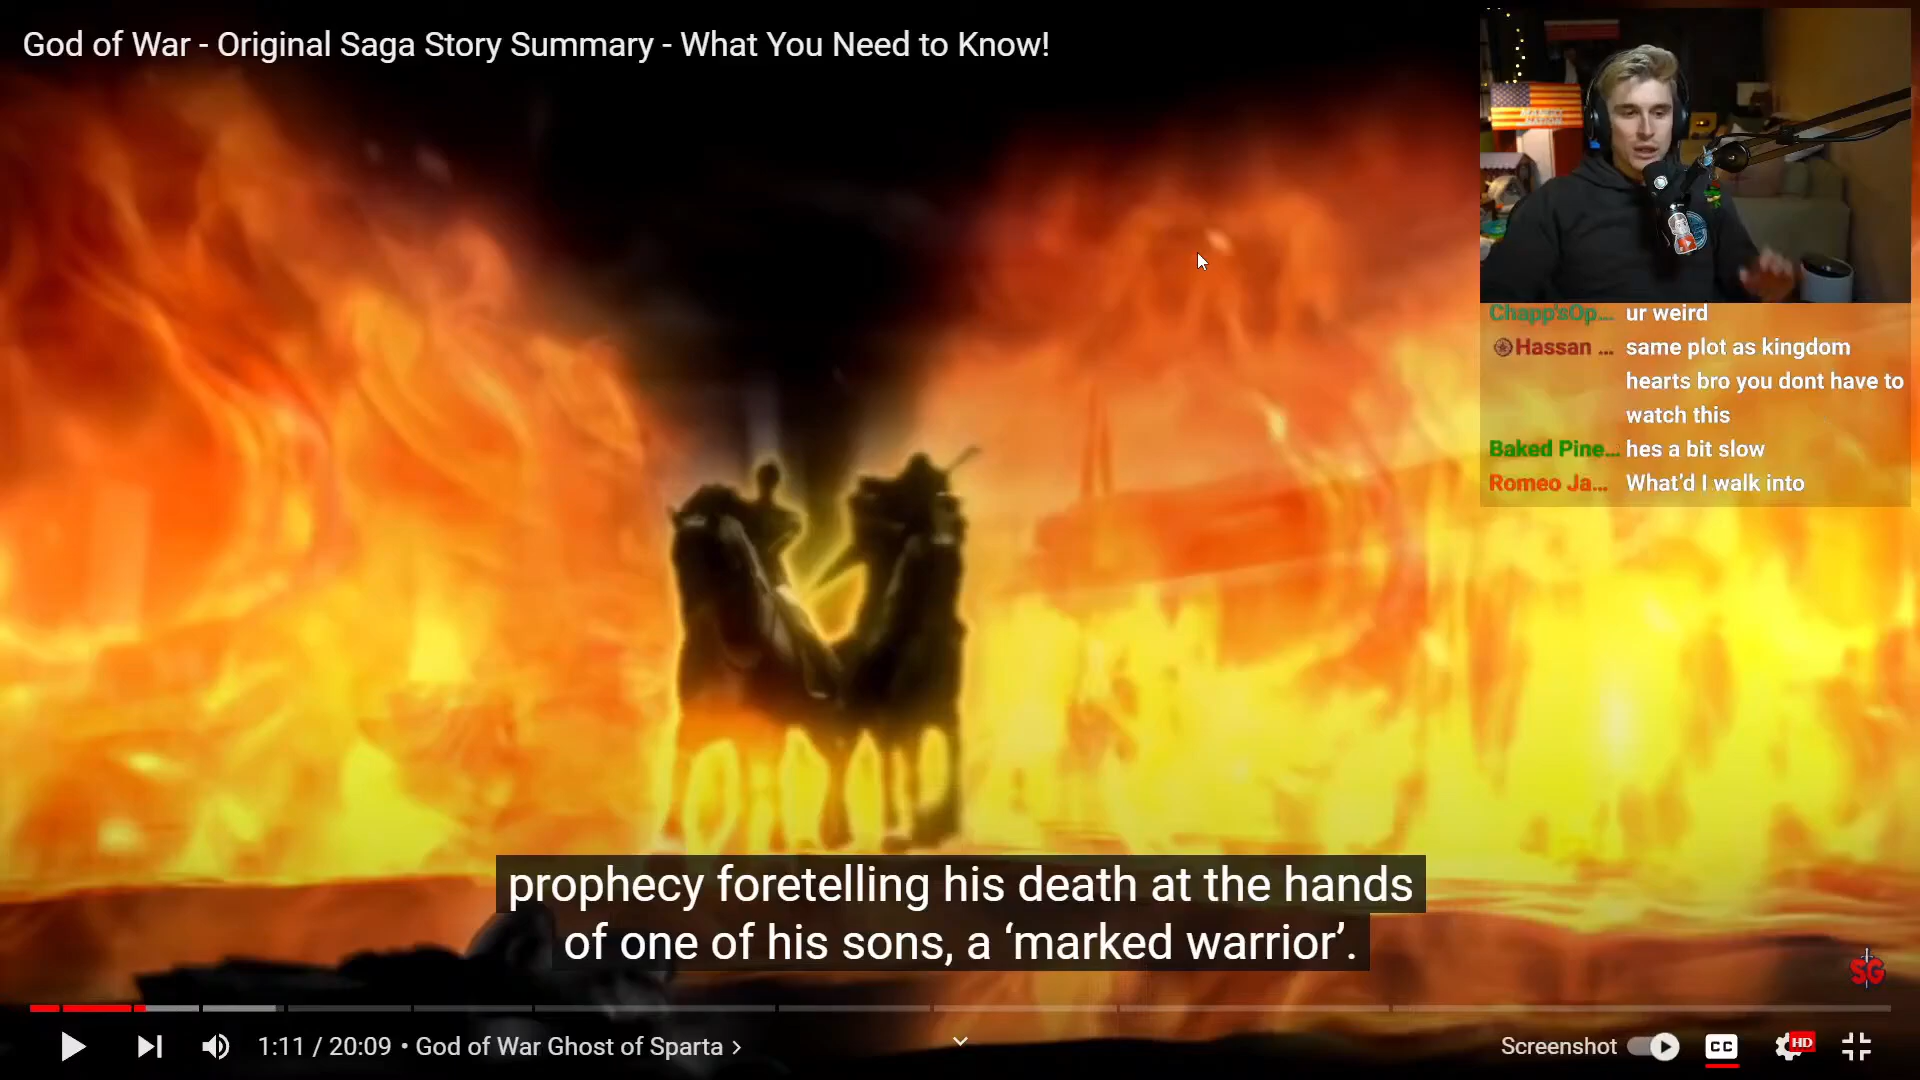 God of War - Original Saga Story Summary - What You Need to Know!
Chapp'sOp... ur weird
Hassan ... same plot as kingdom
hearts bro you dont have to
watch this
Baked Pine... hes a bit slow
Romeo Ja... What'd I walk into
prophecy foretelling his death at the hands
of one of his sons, a ‘marked warrior’.
SG
1:11 / 20:09 • God of War Ghost of Sparta >
Screenshot
CC
HD